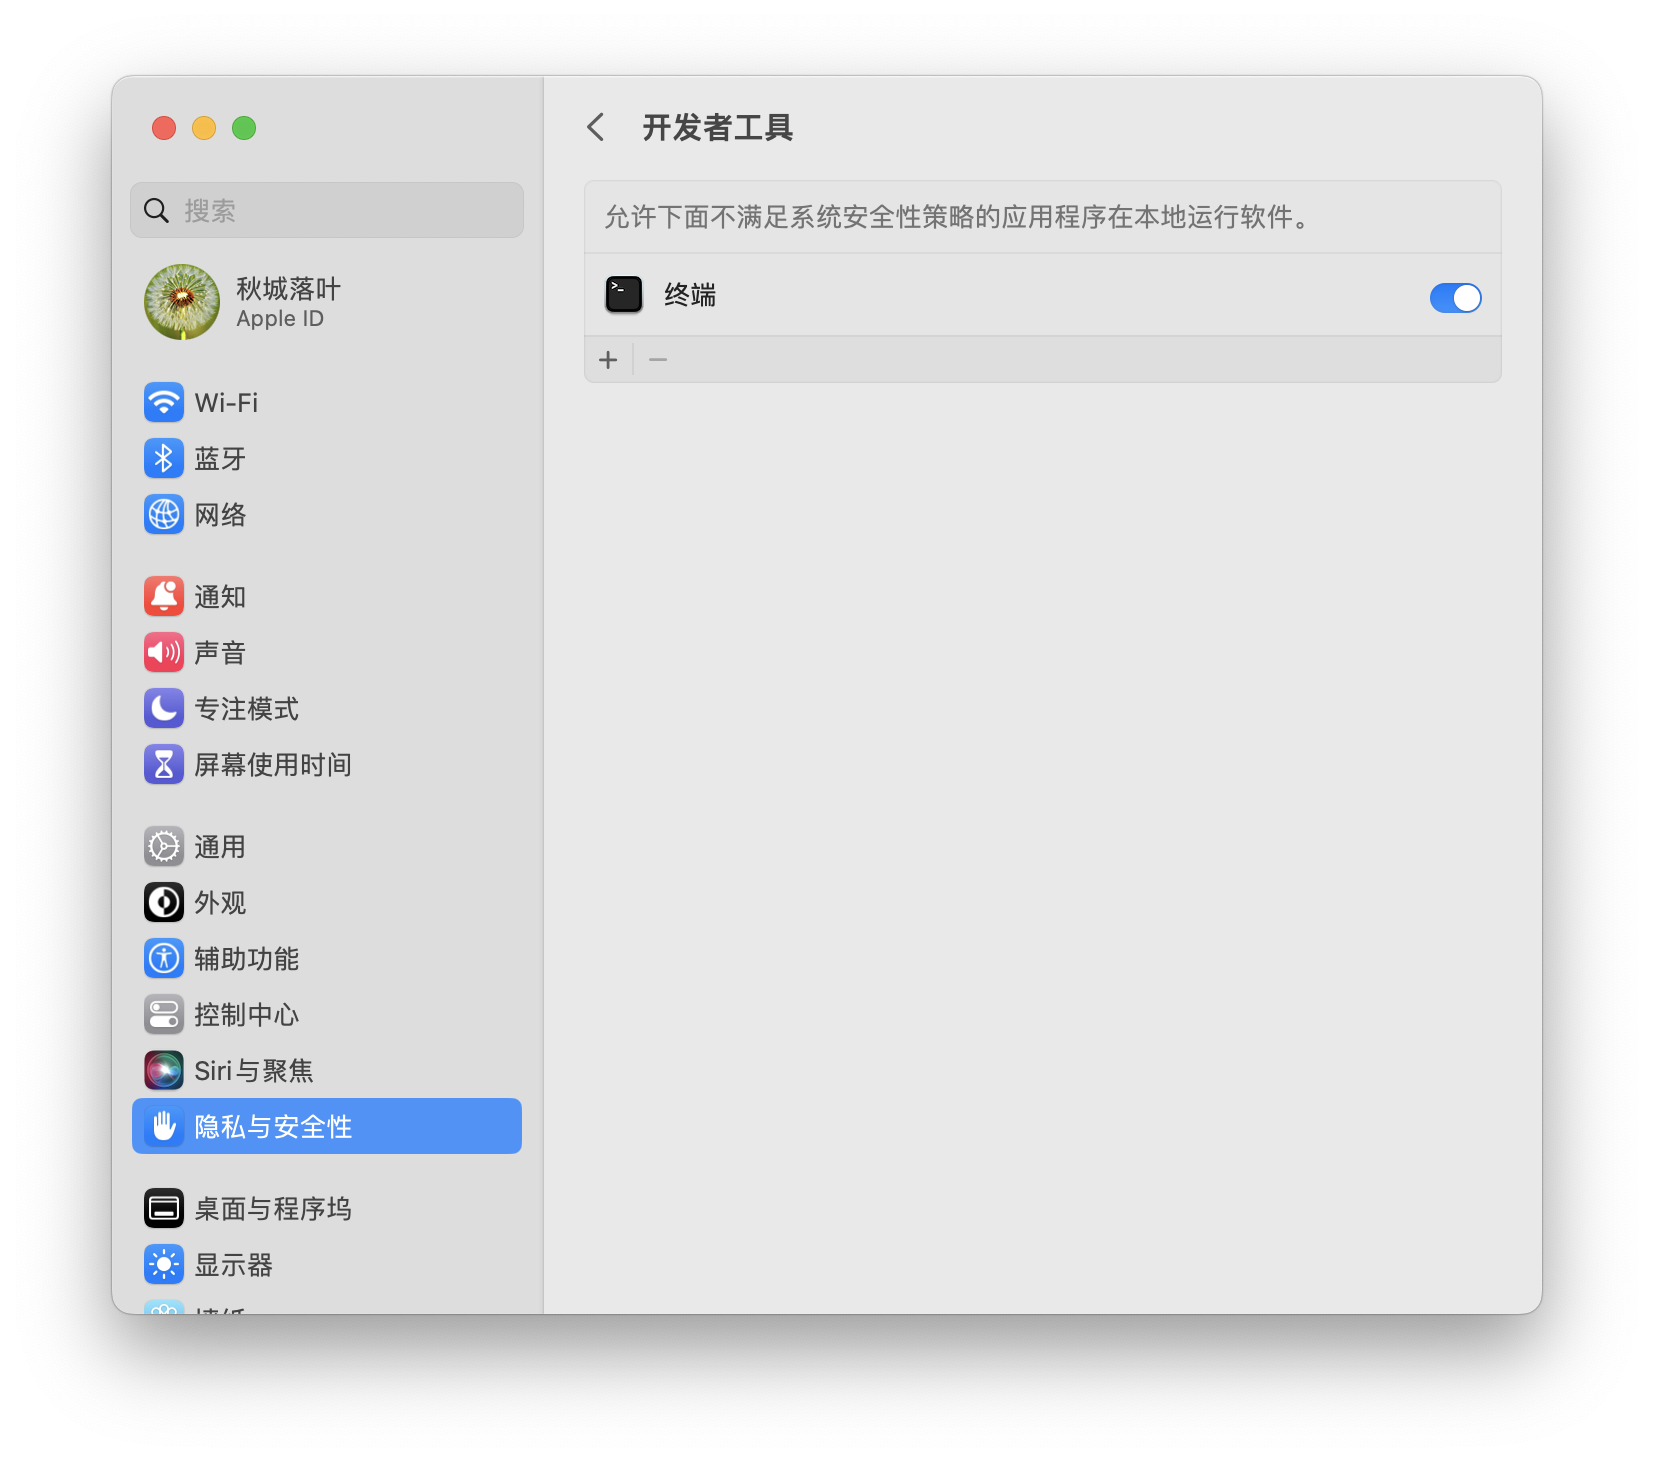 搜索
秋城落叶
Apple ID
Wi-Fi
蓝牙
网络
通知
声音
专注模式
屏幕使用时间
通用
外观
辅助功能
控制中心
Siri与聚焦
隐私与安全性
桌面与程序坞
显示器
开发者工具
允许下面不满足系统安全性策略的应用程序在本地运行软件。
终端